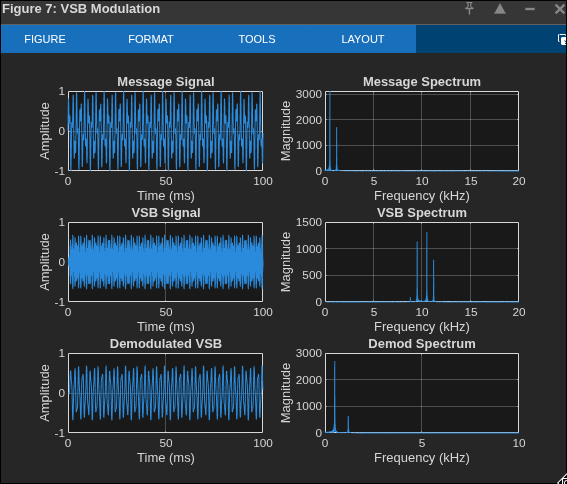 Figure 7: VSB Modulation
FIGURE FORMAT TOOLS LAYOUT
Message Signal
1
0
-1
Amplitude
0 50 100
Time (ms)
Message Spectrum
3000
2000
1000
0
Magnitude
0 5 10 15 20
Frequency (kHz)
VSB Signal
1
0
-1
Amplitude
0 50 100
Time (ms)
VSB Spectrum
1500
1000
500
0
Magnitude
0 5 10 15 20
Frequency (kHz)
Demodulated VSB
1
0
-1
Amplitude
0 50 100
Time (ms)
Demod Spectrum
3000
2000
1000
0
Magnitude
0 5 10
Frequency (kHz)